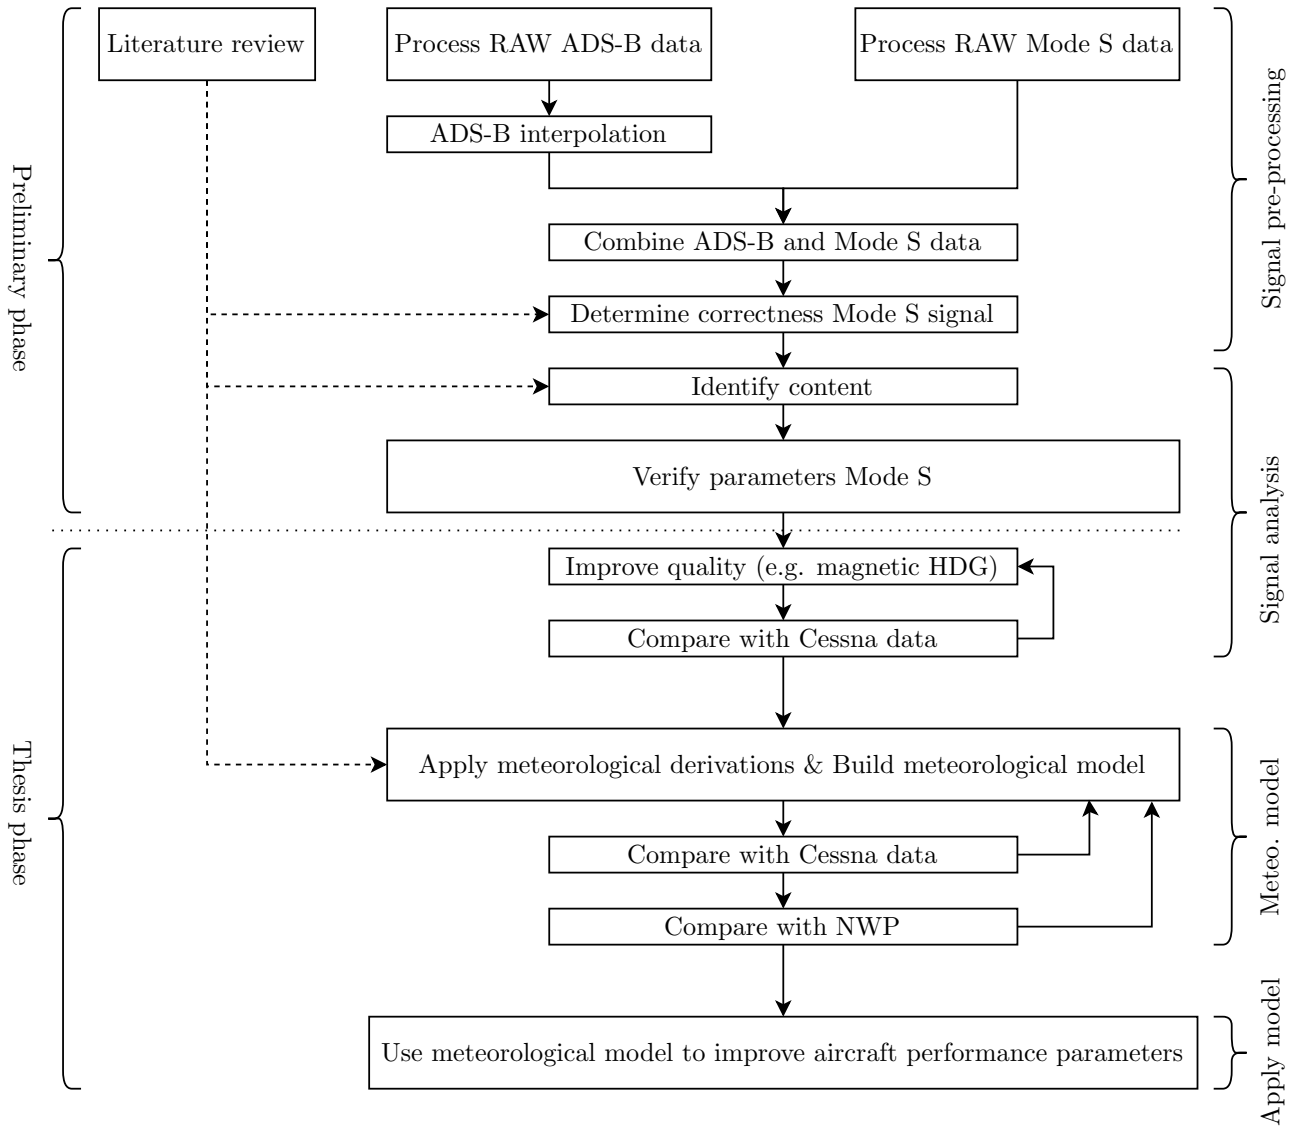 Literature review
Process RAW ADS-B data
Process RAW Mode S data
ADS-B interpolation
Combine ADS-B and Mode S data
Determine correctness Mode S signal
Identify content
Verify parameters Mode S
Improve quality (e.g. magnetic HDG)
Compare with Cessna data
Apply meteorological derivations & Build meteorological model
Compare with Cessna data
Compare with NWP
Use meteorological model to improve aircraft performance parameters
Preliminary phase
Thesis phase
Signal pre-processing
Signal analysis
Meteo. model
Apply model